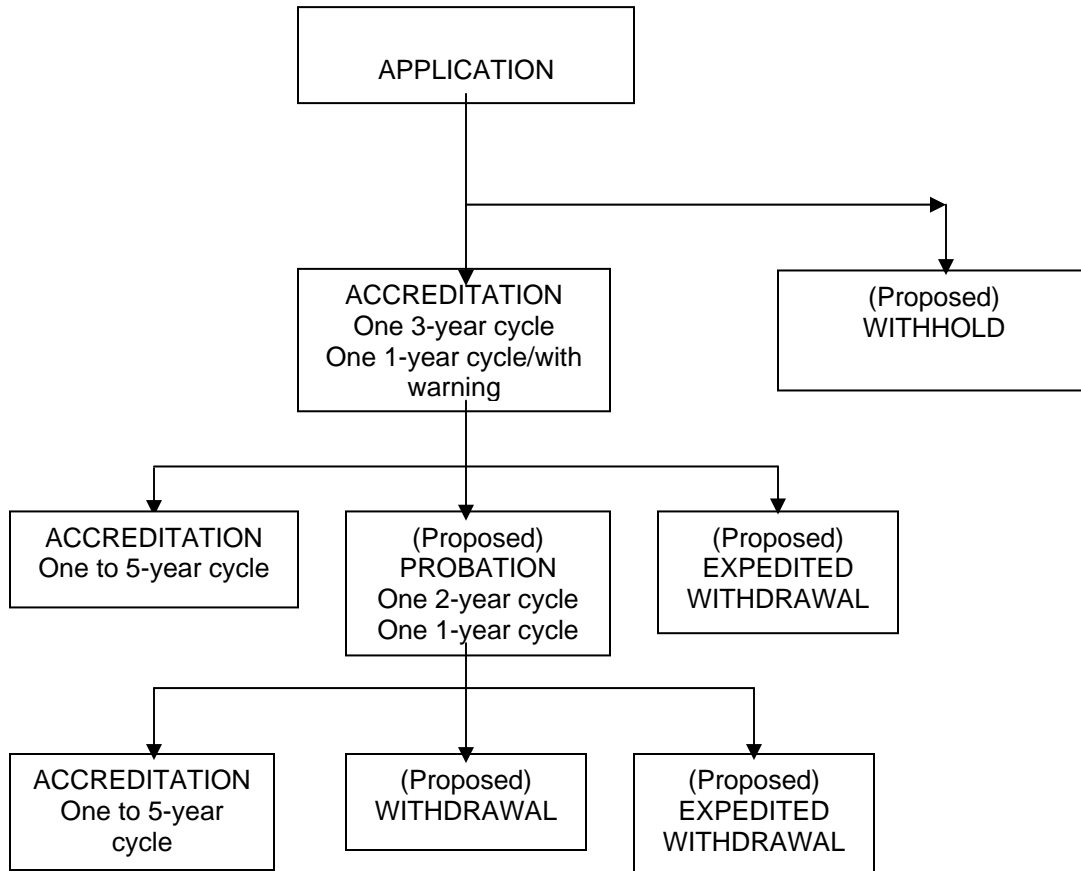 APPLICATION
ACCREDITATION
One 3-year cycle
One 1-year cycle/with
warning
(Proposed)
WITHHOLD
ACCREDITATION
One to 5-year cycle
(Proposed)
PROBATION
One 2-year cycle
One 1-year cycle
(Proposed)
EXPEDITED
WITHDRAWAL
ACCREDITATION
One to 5-year
cycle
(Proposed)
WITHDRAWAL
(Proposed)
EXPEDITED
WITHDRAWAL